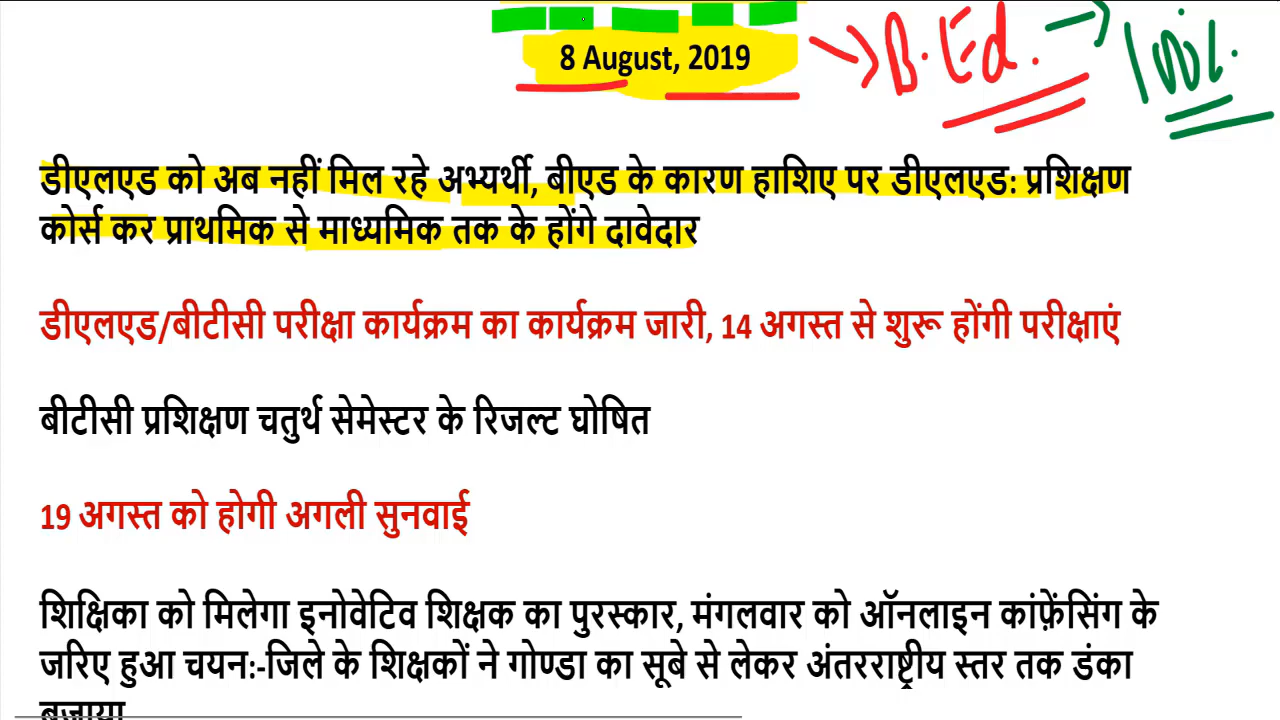 8 August, 2019
B.Ed.
100%
डीएलएड को अब नहीं मिल रहे अभ्यर्थी, बीएड के कारण हाशिए पर डीएलएड: प्रशिक्षण
कोर्स कर प्राथमिक से माध्यमिक तक के होंगे दावेदार
डीएलएड/बीटीसी परीक्षा कार्यक्रम का कार्यक्रम जारी, 14 अगस्त से शुरू होंगी परीक्षाएं
बीटीसी प्रशिक्षण चतुर्थ सेमेस्टर के रिजल्ट घोषित
19 अगस्त को होगी अगली सुनवाई
शिक्षिका को मिलेगा इनोवेटिव शिक्षक का पुरस्कार, मंगलवार को ऑनलाइन कांफ़ेंसिंग के
जरिए हुआ चयन:-जिले के शिक्षकों ने गोण्डा का सूबे से लेकर अंतरराष्ट्रीय स्तर तक डंका
बजाया